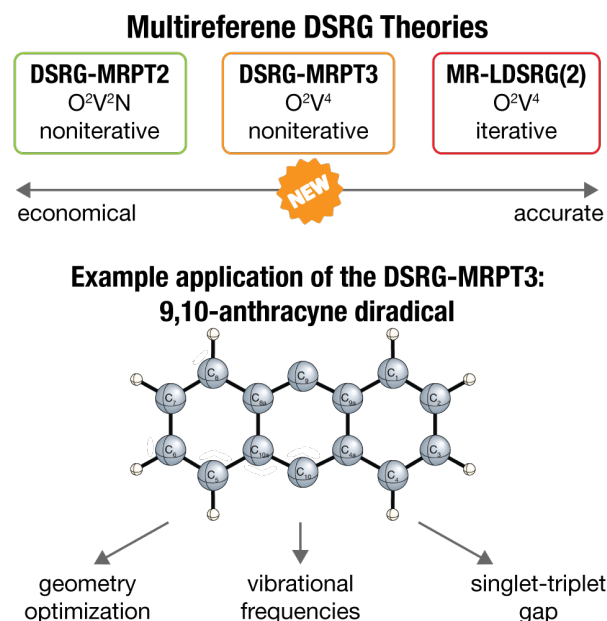 Multireferene DSRG Theories
DSRG-MRPT2
O²V²N
noniterative
DSRG-MRPT3
O²V⁴
noniterative
MR-LDSRG(2)
O²V⁴
iterative
NEW
economical
accurate
Example application of the DSRG-MRPT3:
9,10-anthracyne diradical
C₈
C₉
C₁
C₈ₐ
C₉ₐ
C₂
C₆
C₁₀ₐ
C₄ₐ
C₃
C₅
C₁₀
C₄
geometry
optimization
vibrational
frequencies
singlet-triplet
gap